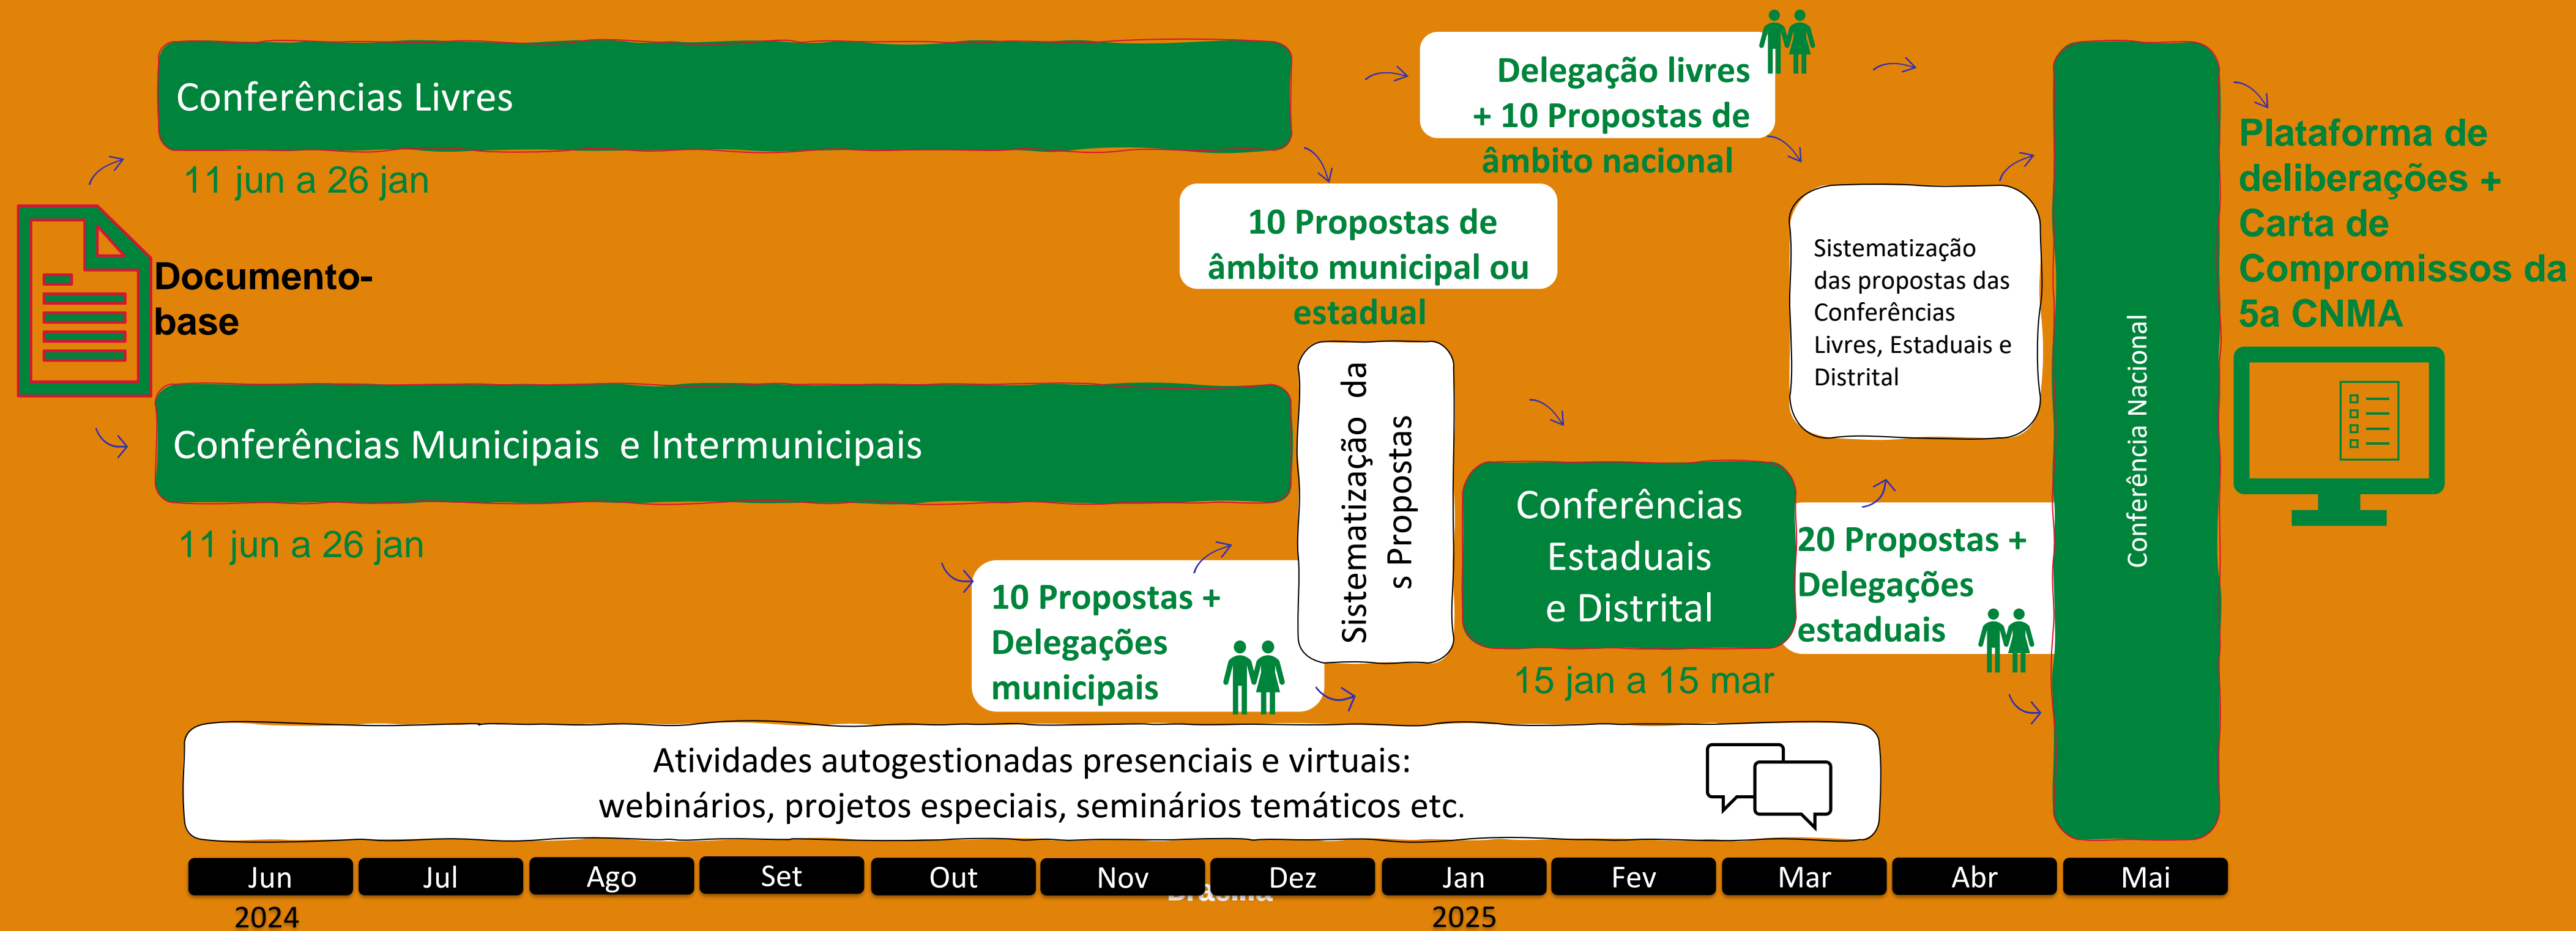 Conferências Livres
11 jun a 26 jan
Delegação livres
+ 10 Propostas de
âmbito nacional
10 Propostas de
âmbito municipal ou
estadual
Documento-
base
Conferências Municipais  e Intermunicipais
11 jun a 26 jan
10 Propostas +
Delegações
municipais
Sistematização da
s Propostas
Conferências
Estaduais
e Distrital
15 jan a 15 mar
Sistematização
das propostas das
Conferências
Livres, Estaduais e
Distrital
20 Propostas +
Delegações
estaduais
Conferência Nacional
Plataforma de
deliberações +
Carta de
Compromissos da
5a CNMA
Atividades autogestionadas presenciais e virtuais:
webinários, projetos especiais, seminários temáticos etc.
Jun Jul Ago Set Out Nov Dez Jan Fev Mar Abr Mai
2024 2025